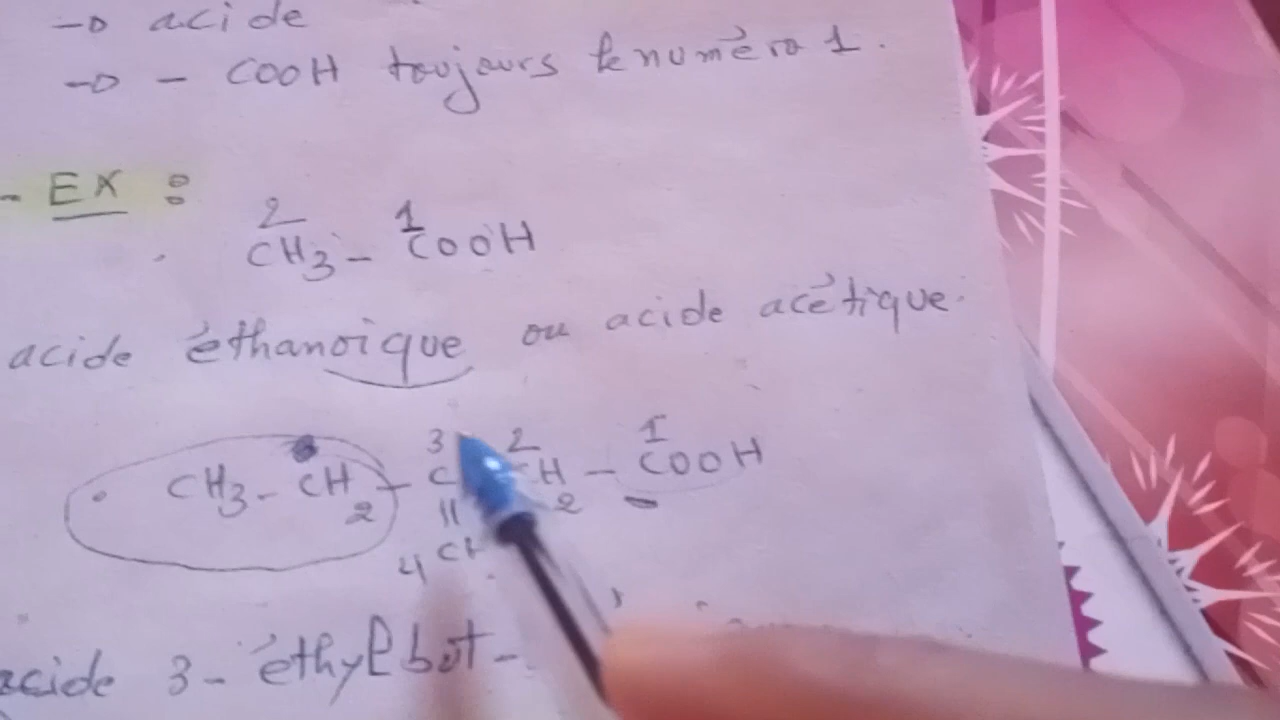 → acide
→ - COOH toujours le numéro 1.
- EX :
2 1
CH3 - COOH
acide éthanoïque ou acide acétique.
3 2 1
CH3 - CH2 - C CH2 - COOH
||
4 CH
acide 3 - éthyl but -